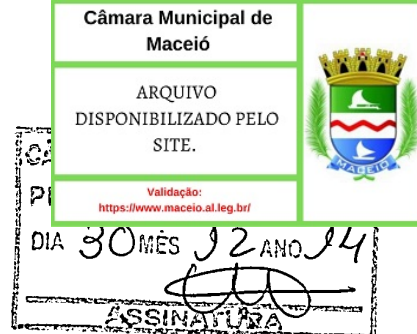 Câmara Municipal de
Maceió
ARQUIVO
DISPONIBILIZADO PELO
SITE.
MACEIÓ
Validação:
https://www.maceio.al.leg.br/
DIA 30 MÊS 12 ANO 14
ASSINATURA